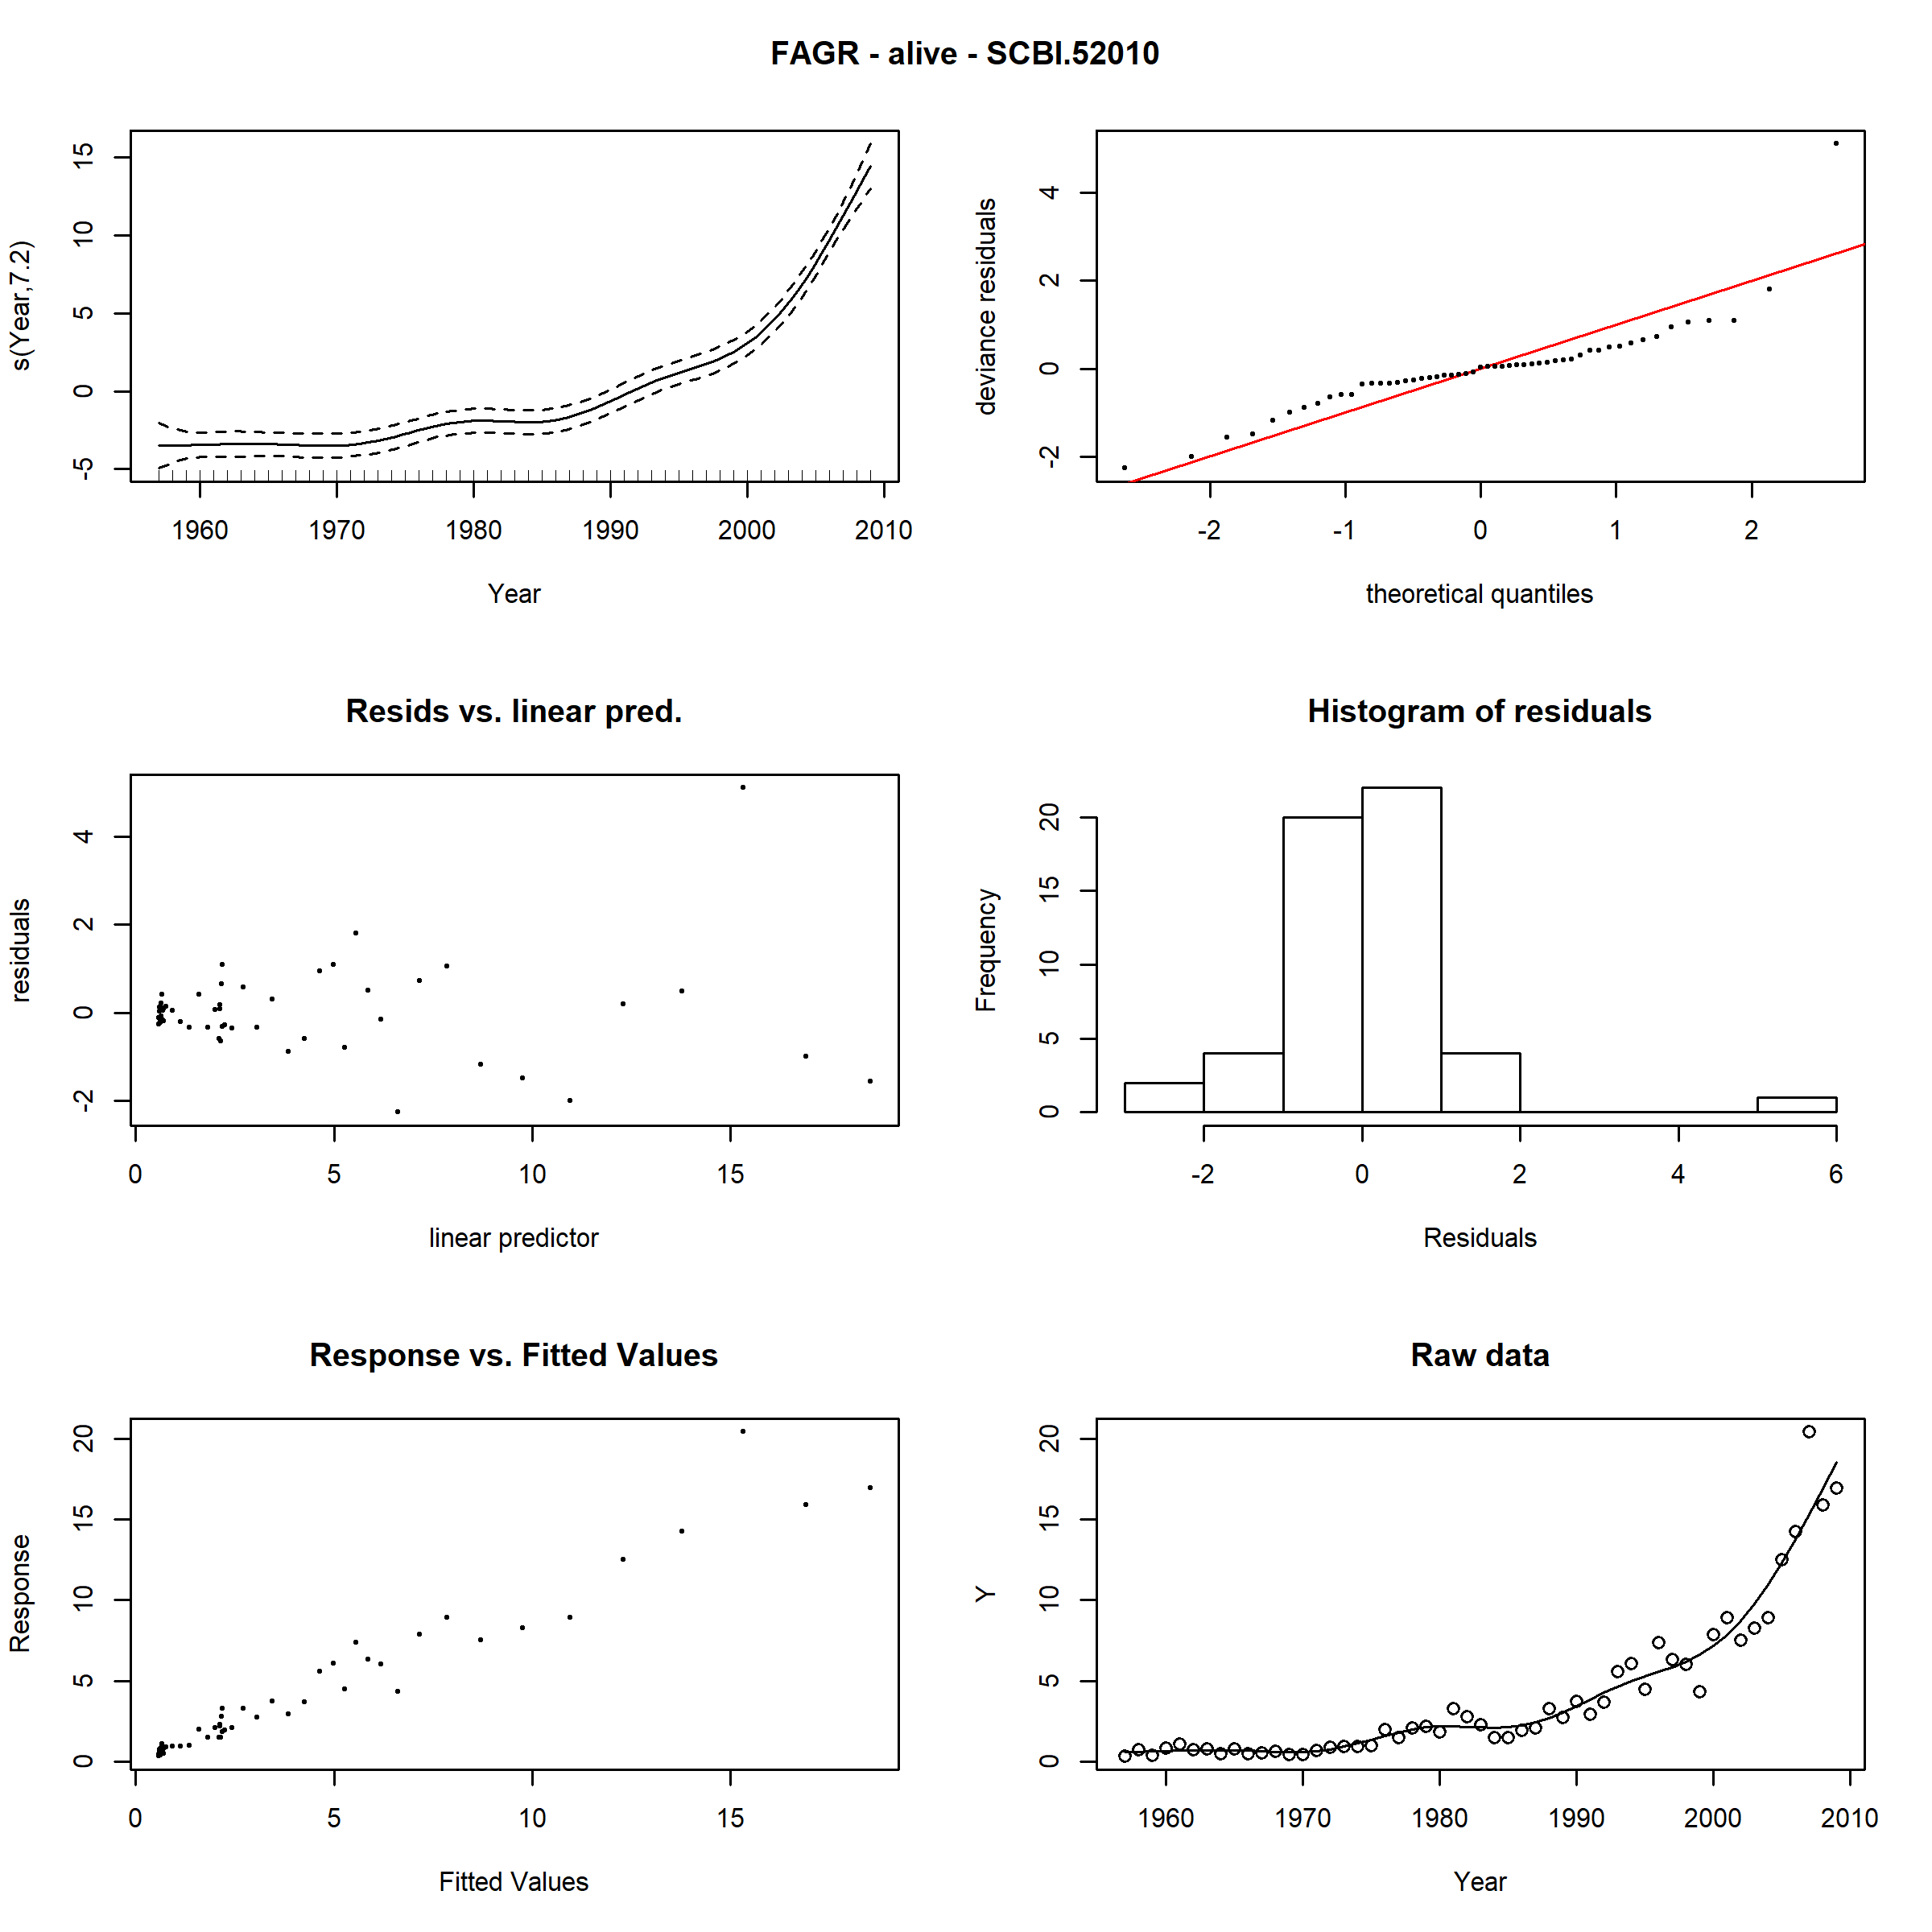 FAGR - alive - SCBI.52010
s(Year,7.2)
15
10
5
0
-5
1960 1970 1980 1990 2000 2010
Year
deviance residuals
4
2
0
-2
-2 -1 0 1 2
theoretical quantiles
Resids vs. linear pred.
residuals
4
2
0
-2
0 5 10 15
linear predictor
Histogram of residuals
Frequency
20
15
10
5
0
-2 0 2 4 6
Residuals
Response vs. Fitted Values
Response
20
15
10
5
0
0 5 10 15
Fitted Values
Raw data
Y
20
15
10
5
0
1960 1970 1980 1990 2000 2010
Year